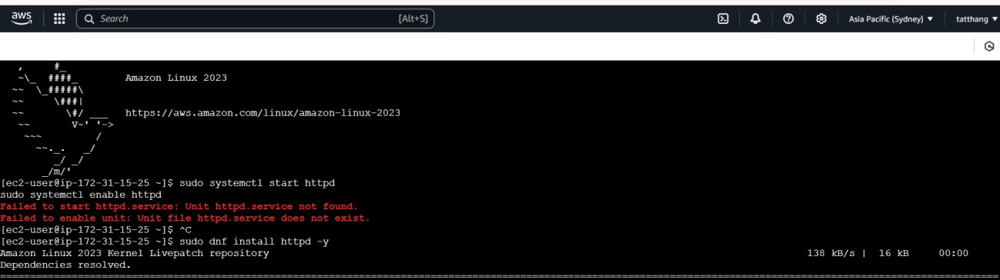 aws
Search [Alt+S] Asia Pacific (Sydney) ▼ tatthang ▼
   ,     #_
   ~\_  ####_        Amazon Linux 2023
  ~~  \_#####\
  ~~     \###|
  ~~       \#/ ___   https://aws.amazon.com/linux/amazon-linux-2023
   ~~       V~' '->
    ~~~         /
      ~~._.   _/
         _/ _/
       _/m/'
[ec2-user@ip-172-31-15-25 ~]$ sudo systemctl start httpd
sudo systemctl enable httpd
Failed to start httpd.service: Unit httpd.service not found.
Failed to enable unit: Unit file httpd.service does not exist.
[ec2-user@ip-172-31-15-25 ~]$ ^C
[ec2-user@ip-172-31-15-25 ~]$ sudo dnf install httpd -y
Amazon Linux 2023 Kernel Livepatch repository 138 kB/s | 16 kB 00:00
Dependencies resolved.